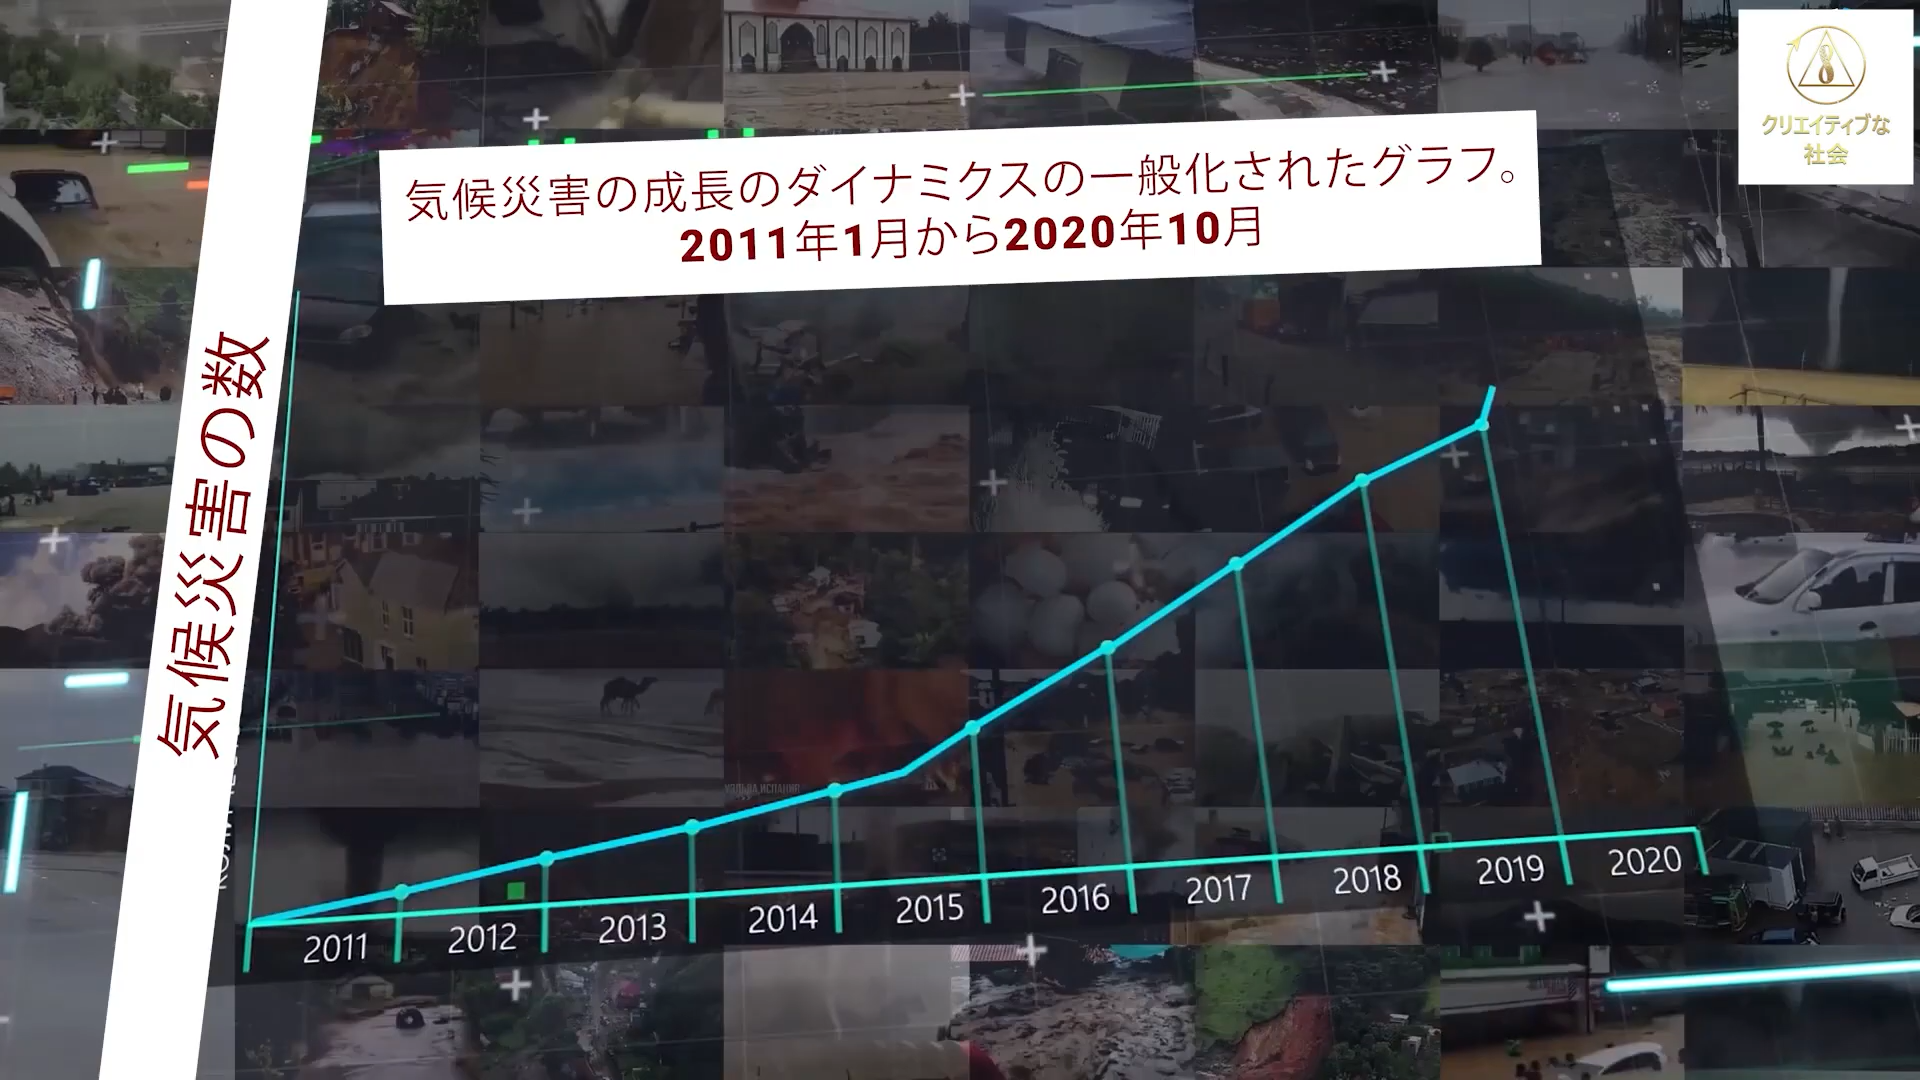 クリエイティブな
社会
気候災害の成長のダイナミクスの一般化されたグラフ。
2011年1月から2020年10月
気候災害の数
УЭЛЬВА, ИСПАНИЯ
2011
2012
2013
2014
2015
2016
2017
2018
2019
2020